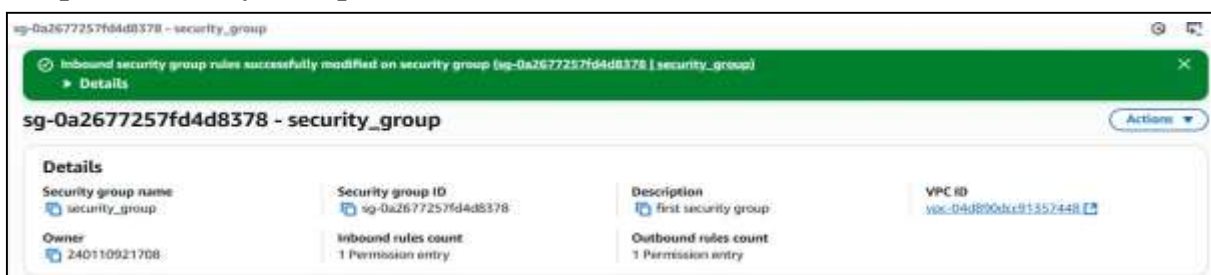 sg-0a2677257fd4d8378 - security_group
Inbound security group rules successfully modified on security group (sg-0a2677257fd4d8378 | security_group)
Details
sg-0a2677257fd4d8378 - security_group
Actions
Details
Security group name
security_group
Security group ID
sg-0a2677257fd4d8378
Description
first security group
VPC ID
vpc-04d890dcc91357448
Owner
240110921708
Inbound rules count
1 Permission entry
Outbound rules count
1 Permission entry